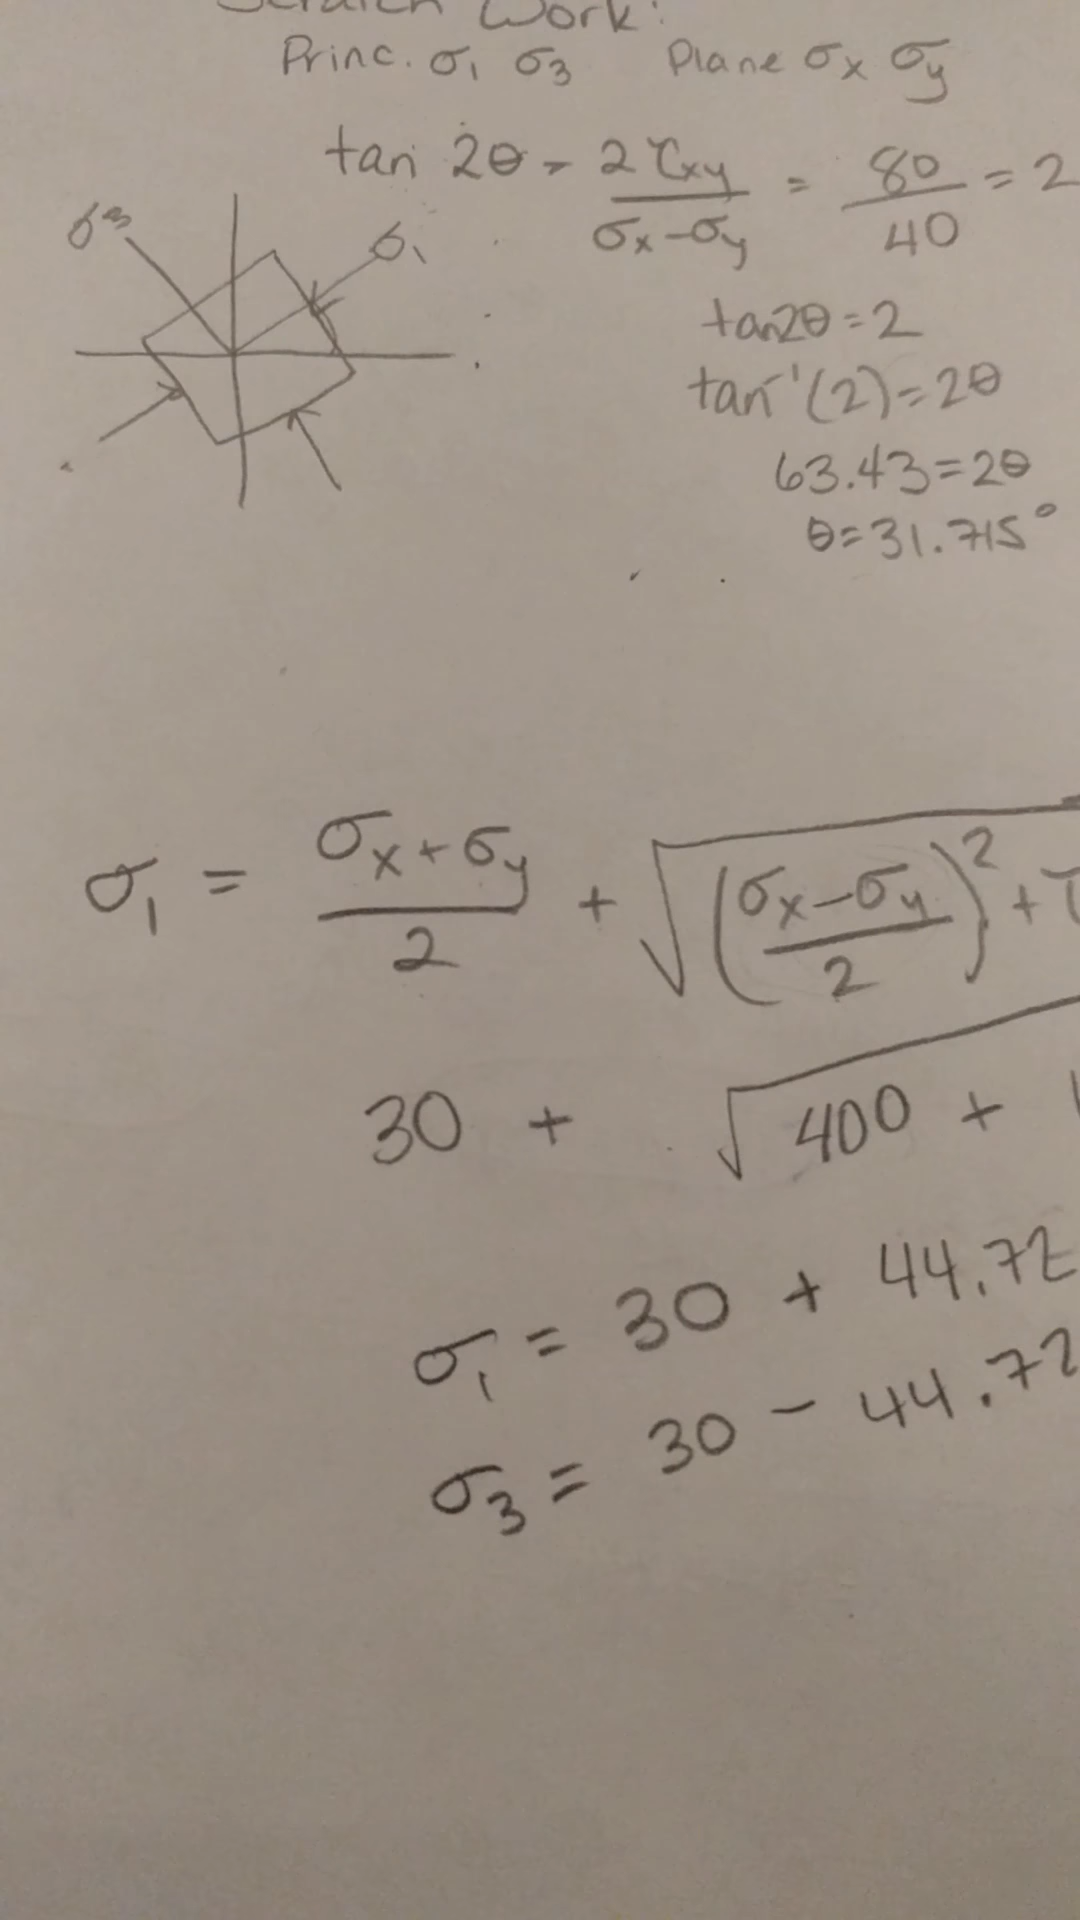 Scratch Work:
Princ. σ₁ σ₃ Plane σx σy
tan 2θ = 2τxy / σx-σy = 80 / 40 = 2
σ3 σ₁
tan2θ=2
tan⁻¹(2)=2θ
63.43=2θ
θ=31.715°
σ₁ = σx+σy / 2 + √(σx-σy / 2)² + τ
30 + √400 +
σ₁ = 30 + 44.72
σ₃ = 30 - 44.72